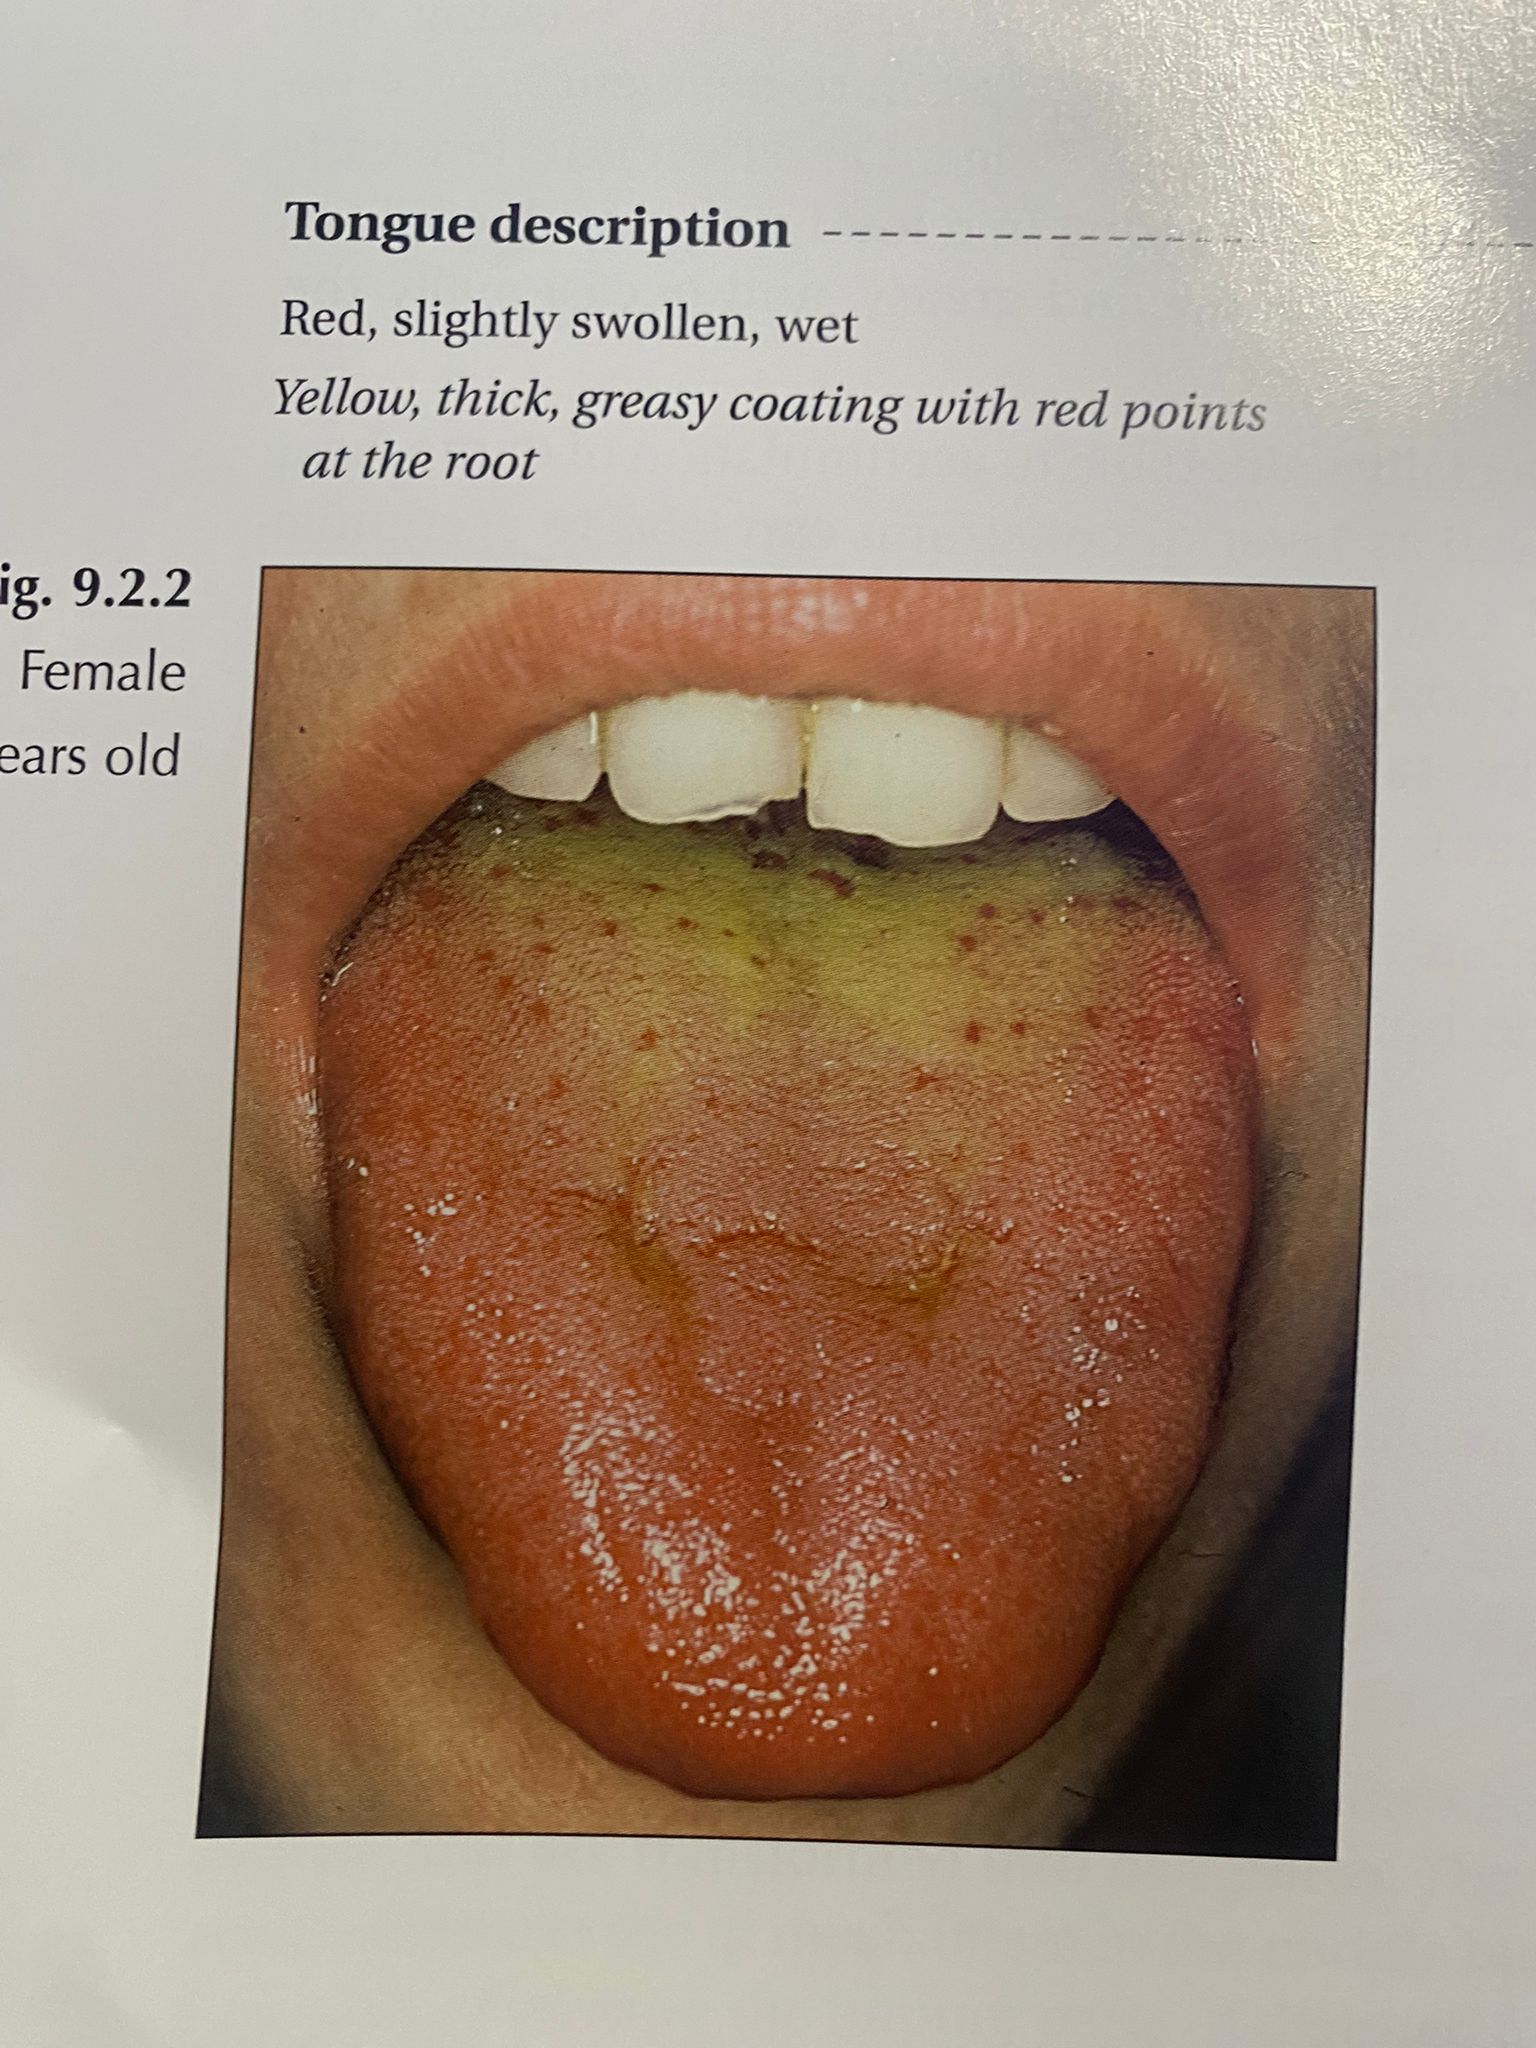 Tongue description
Red, slightly swollen, wet
Yellow, thick, greasy coating with red points
at the root
ig. 9.2.2
Female
ears old